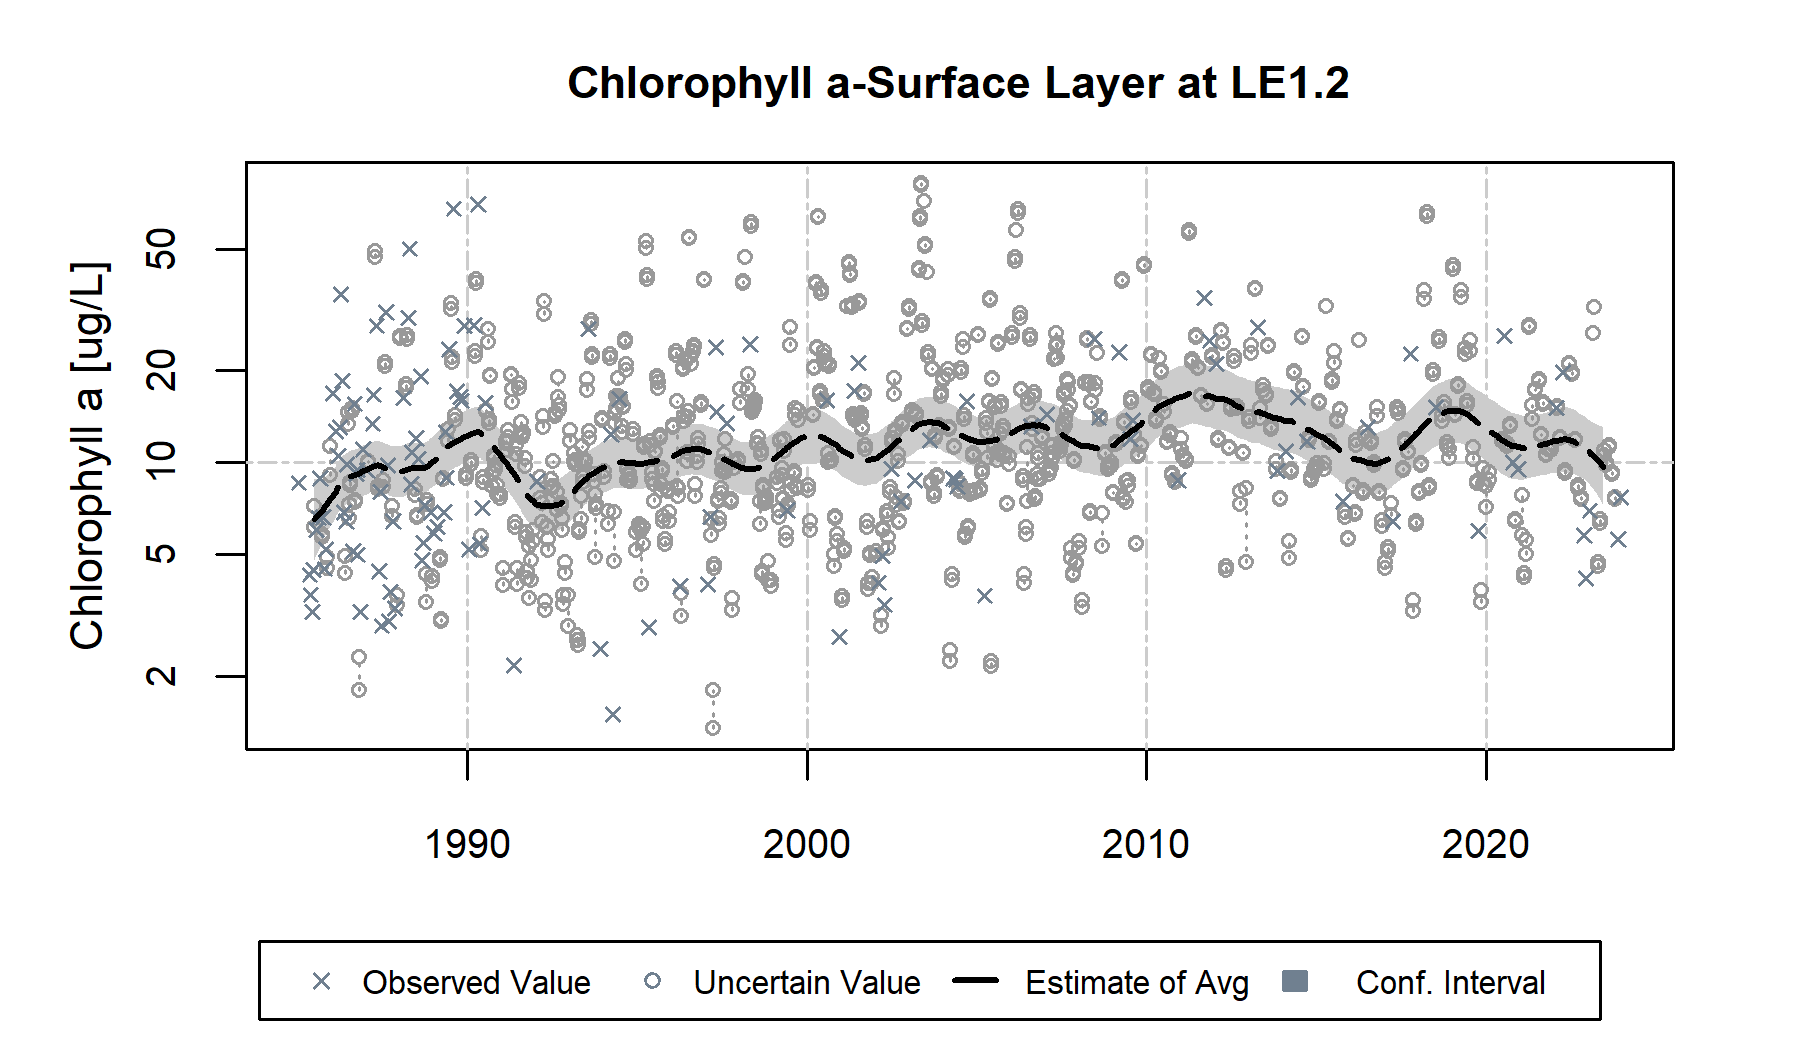 Chlorophyll a-Surface Layer at LE1.2
Chlorophyll a [ug/L]
50
20
10
5
2
1990 2000 2010 2020
Observed Value Uncertain Value Estimate of Avg Conf. Interval